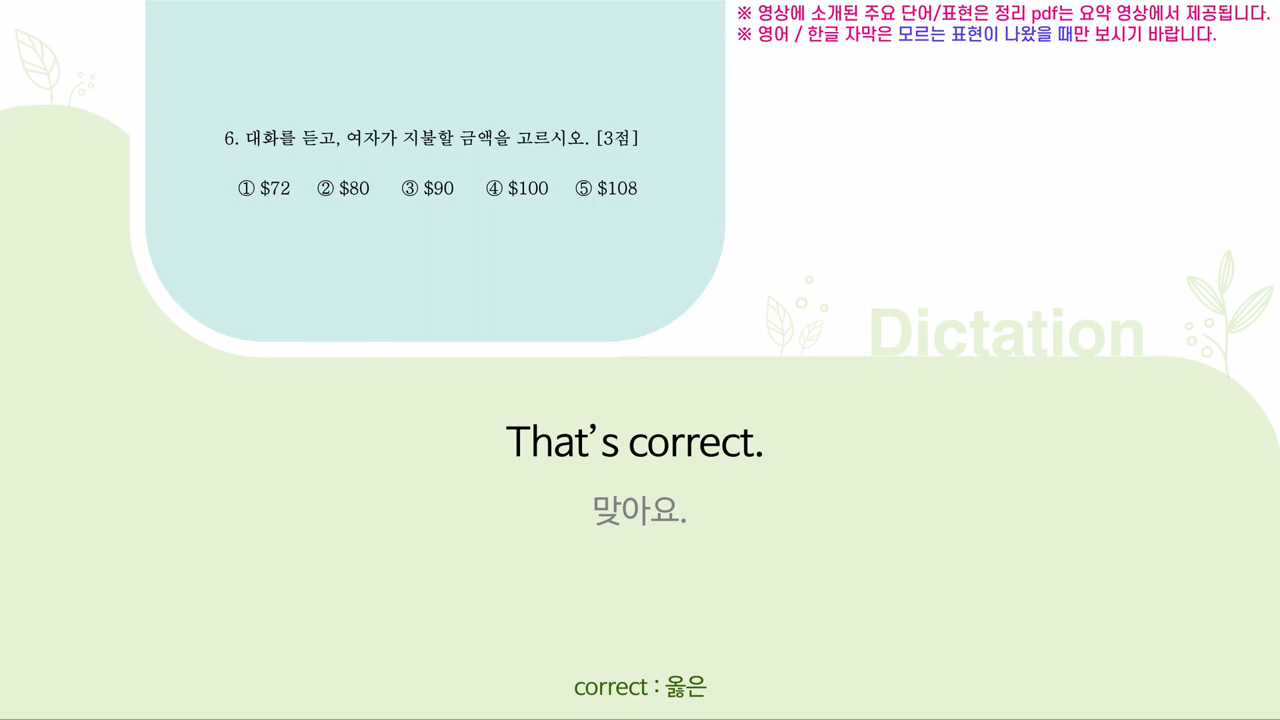 ※ 영상에 소개된 주요 단어/표현은 정리 pdf는 요약 영상에서 제공됩니다.
※ 영어 / 한글 자막은 모르는 표현이 나왔을 때만 보시기 바랍니다.
6. 대화를 듣고, 여자가 지불할 금액을 고르시오. [3점]
① $72 ② $80 ③ $90 ④ $100 ⑤ $108
Dictation
That’s correct.
맞아요.
correct : 옳은